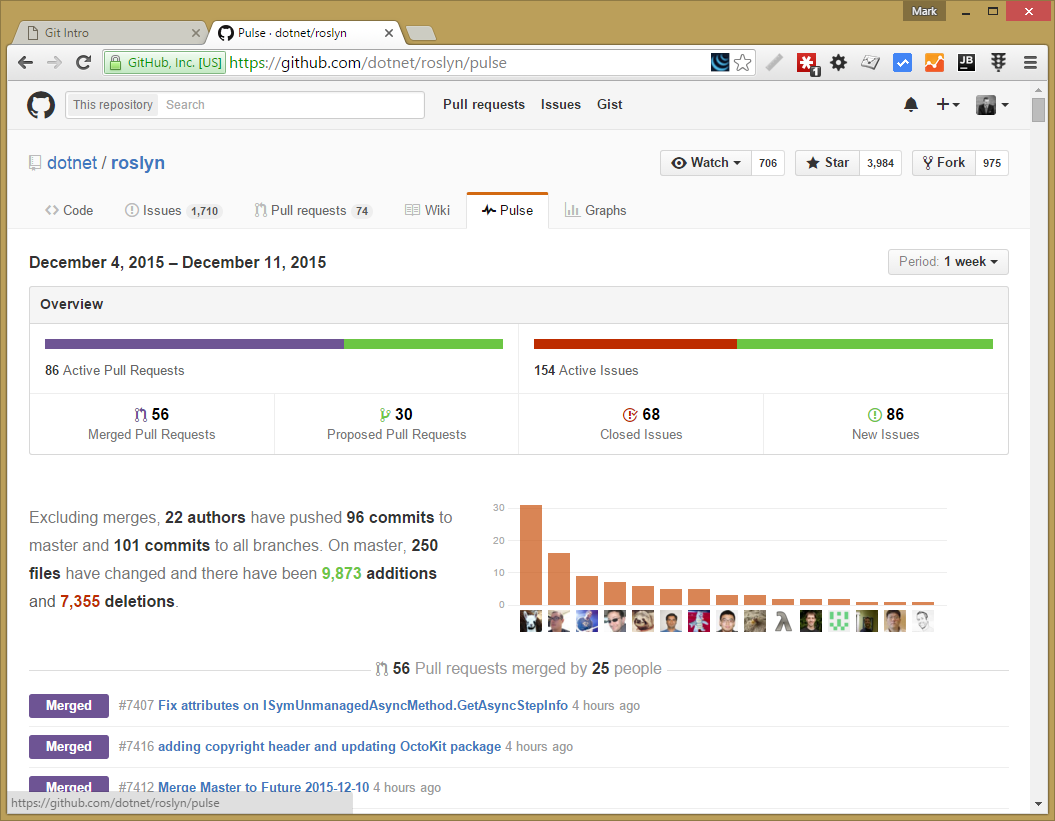 Mark
Git Intro
Pulse · dotnet/roslyn
GitHub, Inc. [US] https://github.com/dotnet/roslyn/pulse
1
JB
This repository Search Pull requests Issues Gist
dotnet / roslyn
Watch 706 Star 3,984 Fork 975
Code Issues 1,710 Pull requests 74 Wiki Pulse Graphs
December 4, 2015 – December 11, 2015
Period: 1 week
Overview
86 Active Pull Requests
154 Active Issues
56 30 68 86
Merged Pull Requests Proposed Pull Requests Closed Issues New Issues
Excluding merges, 22 authors have pushed 96 commits to
master and 101 commits to all branches. On master, 250
files have changed and there have been 9,873 additions
and 7,355 deletions.
30
20
10
0
λ
56 Pull requests merged by 25 people
Merged #7407 Fix attributes on ISymUnmanagedAsyncMethod.GetAsyncStepInfo 4 hours ago
Merged #7416 adding copyright header and updating OctoKit package 4 hours ago
Merged #7412 Merge Master to Future 2015-12-10 4 hours ago
https://github.com/dotnet/roslyn/pulse